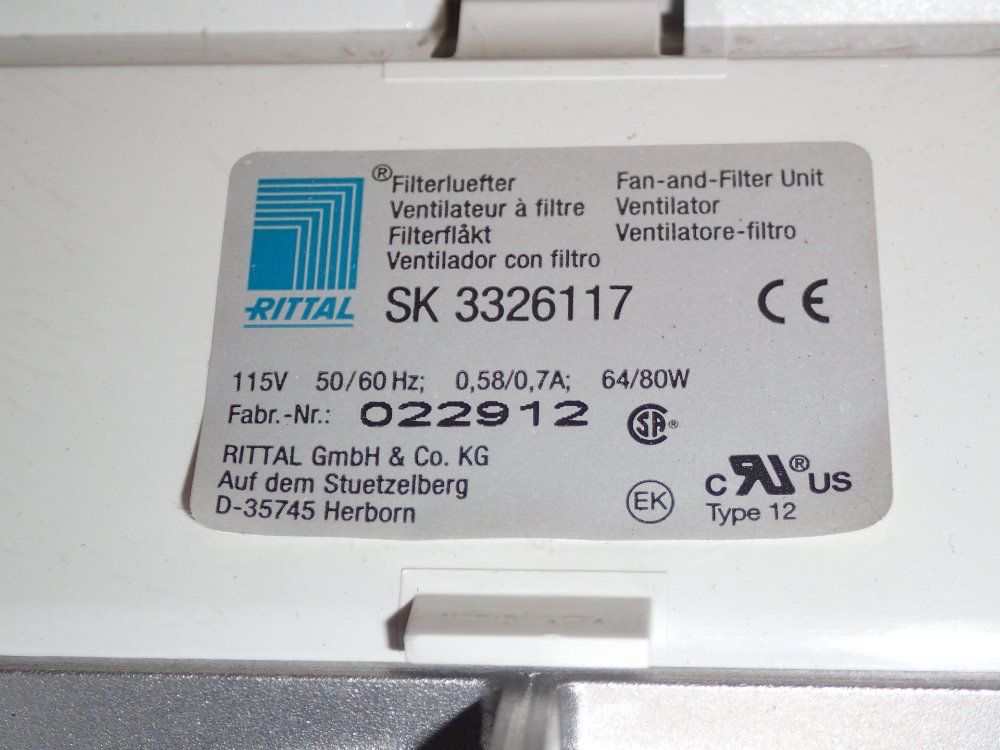 ® Filterluefter Fan-and-Filter Unit
Ventilateur à filtre Ventilator
Filterflåkt Ventilatore-filtro
Ventilador con filtro
RITTAL SK 3326117 CE
115V 50/60 Hz; 0,58/0,7A; 64/80W
Fabr.-Nr.: 022912 SA ®
RITTAL GmbH & Co. KG
Auf dem Stuetzelberg EK C RU ® US
D-35745 Herborn Type 12